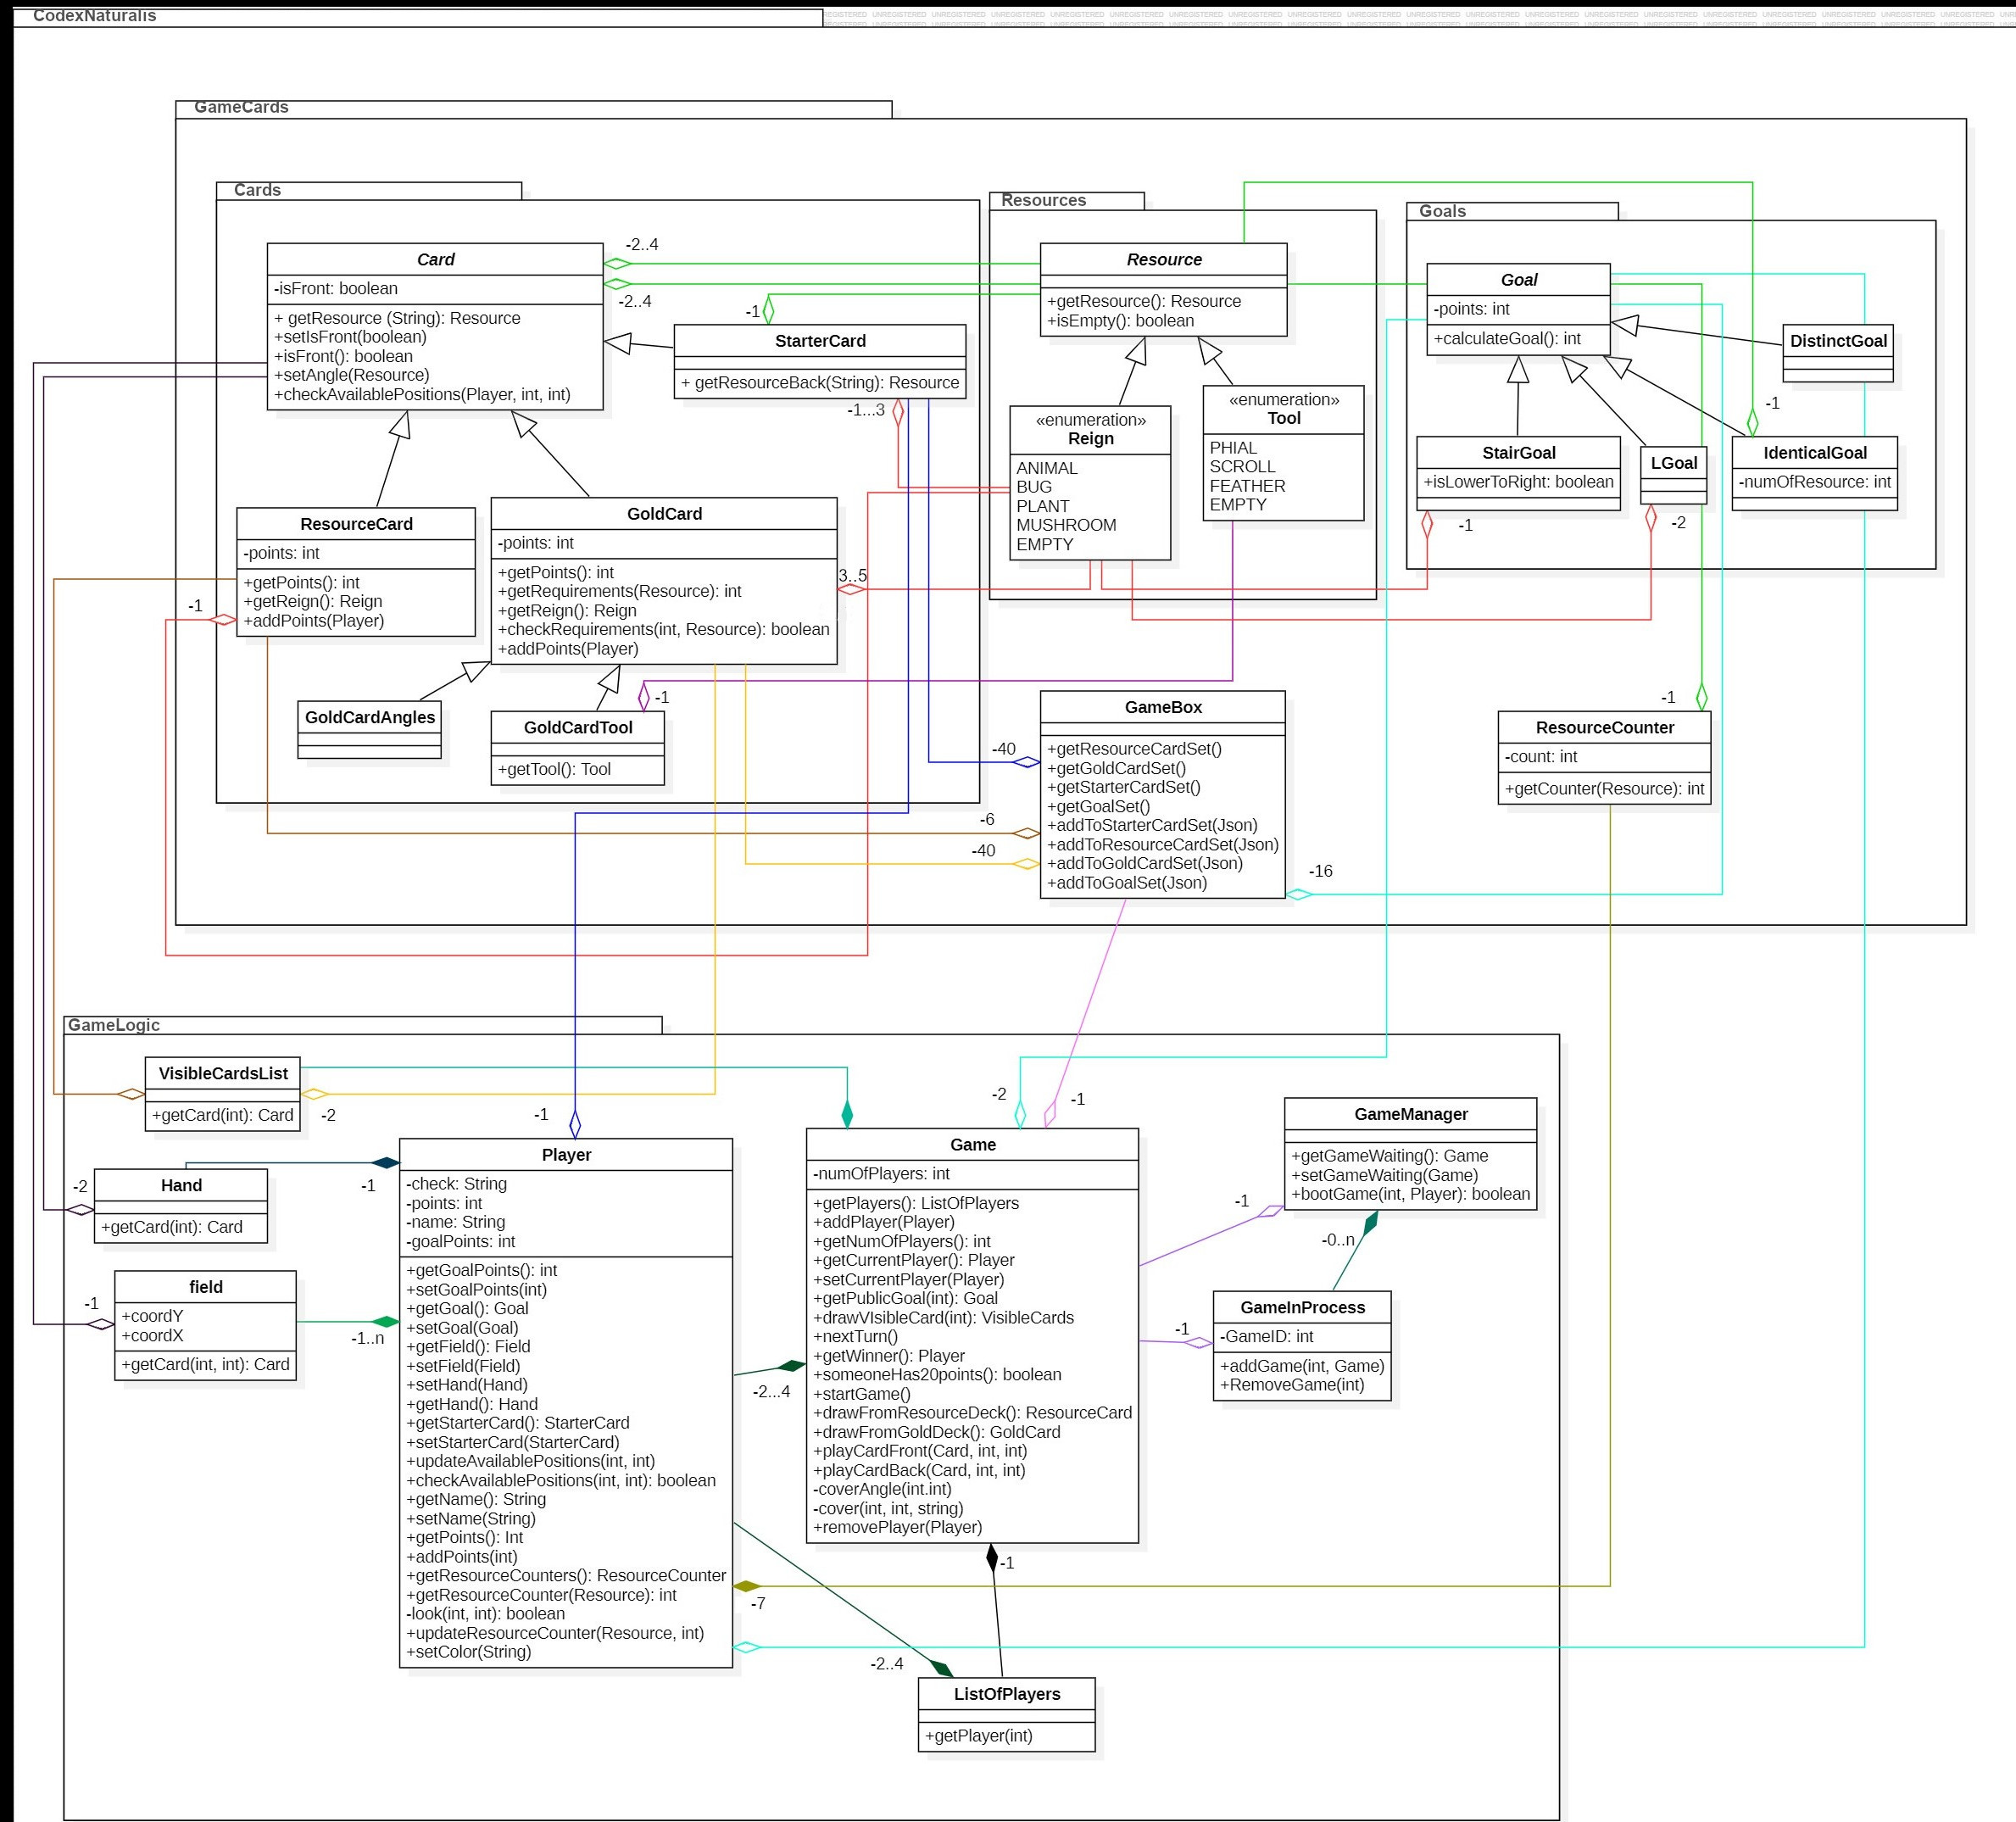 CodexNaturalis
UNREGISTERED UNREGISTERED UNREGISTERED UNREGISTERED UNREGISTERED UNREGISTERED UNREGISTERED UNREGISTERED UNREGISTERED UNREGISTERED UNREGISTERED UNREGISTERED UNREGISTERED UNREGISTERED UNREGISTERED UNREGISTERED UNREGISTERED UNREGISTERED UNREGISTERED
GameCards
Cards
Card
-isFront: boolean
+ getResource (String): Resource
+setIsFront(boolean)
+isFront(): boolean
+setAngle(Resource)
+checkAvailablePositions(Player, int, int)
-2..4
-2..4
-1
StarterCard
+ getResourceBack(String): Resource
-1...3
ResourceCard
-points: int
+getPoints(): int
+getReign(): Reign
+addPoints(Player)
-1
GoldCard
-points: int
+getPoints(): int
+getRequirements(Resource): int
+getReign(): Reign
+checkRequirements(int, Resource): boolean
+addPoints(Player)
3..5
GoldCardAngles
GoldCardTool
+getTool(): Tool
-1
Resources
Resource
+getResource(): Resource
+isEmpty(): boolean
«enumeration»
Reign
ANIMAL
BUG
PLANT
MUSHROOM
EMPTY
«enumeration»
Tool
PHIAL
SCROLL
FEATHER
EMPTY
Goals
Goal
-points: int
+calculateGoal(): int
DistinctGoal
StairGoal
+isLowerToRight: boolean
-1
LGoal
-2
-1
IdenticalGoal
-numOfResource: int
GameBox
+getResourceCardSet()
+getGoldCardSet()
+getStarterCardSet()
+getGoalSet()
+addToStarterCardSet(Json)
+addToResourceCardSet(Json)
+addToGoldCardSet(Json)
+addToGoalSet(Json)
-40
-6
-40
-16
-1
ResourceCounter
-count: int
+getCounter(Resource): int
GameLogic
VisibleCardsList
+getCard(int): Card
-2
Hand
+getCard(int): Card
-2
-1
field
+coordY
+coordX
+getCard(int, int): Card
-1
-1..n
-1
Player
-check: String
-points: int
-name: String
-goalPoints: int
+getGoalPoints(): int
+setGoalPoints(int)
+getGoal(): Goal
+setGoal(Goal)
+getField(): Field
+setField(Field)
+setHand(Hand)
+getHand(): Hand
+getStarterCard(): StarterCard
+setStarterCard(StarterCard)
+updateAvailablePositions(int, int)
+checkAvailablePositions(int, int): boolean
+getName(): String
+setName(String)
+getPoints(): Int
+addPoints(int)
+getResourceCounters(): ResourceCounter
+getResourceCounter(Resource): int
-look(int, int): boolean
+updateResourceCounter(Resource, int)
+setColor(String)
-2...4
-7
-2..4
-2
-1
Game
-numOfPlayers: int
+getPlayers(): ListOfPlayers
+addPlayer(Player)
+getNumOfPlayers(): int
+getCurrentPlayer(): Player
+setCurrentPlayer(Player)
+getPublicGoal(int): Goal
+drawVIsibleCard(int): VisibleCards
+nextTurn()
+getWinner(): Player
+someoneHas20points(): boolean
+startGame()
+drawFromResourceDeck(): ResourceCard
+drawFromGoldDeck(): GoldCard
+playCardFront(Card, int, int)
+playCardBack(Card, int, int)
-coverAngle(int.int)
-cover(int, int, string)
+removePlayer(Player)
-1
ListOfPlayers
+getPlayer(int)
GameManager
+getGameWaiting(): Game
+setGameWaiting(Game)
+bootGame(int, Player): boolean
-1
-0..n
GameInProcess
-GameID: int
+addGame(int, Game)
+RemoveGame(int)
-1